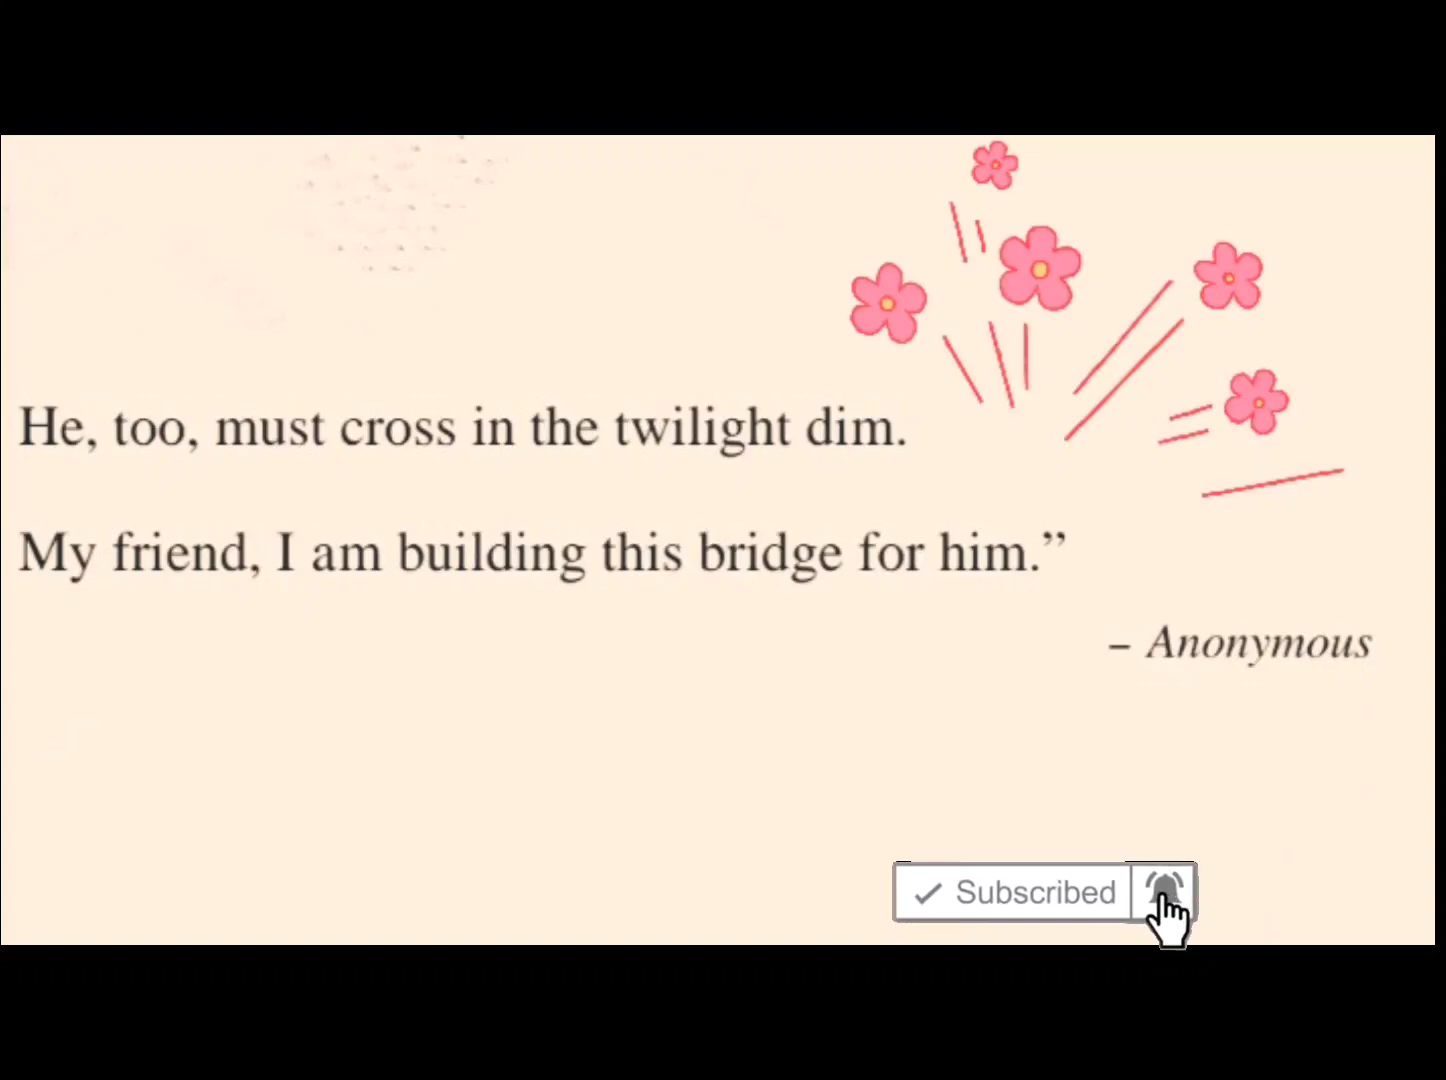 He, too, must cross in the twilight dim.
My friend, I am building this bridge for him.”
– Anonymous
Subscribed